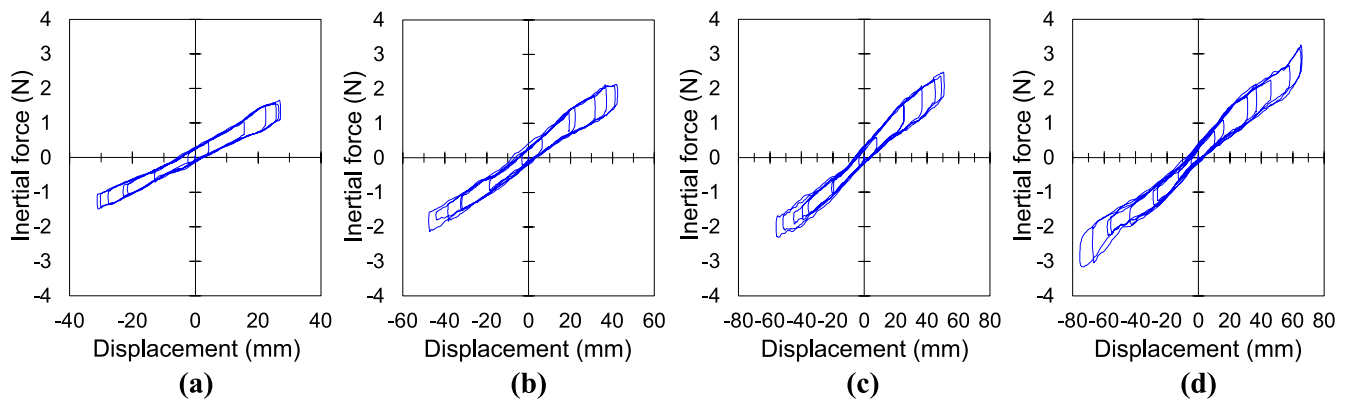 Inertial force (N)
4
3
2
1
0
-1
-2
-3
-4
-40 -20 0 20 40
Displacement (mm)
(a)
Inertial force (N)
4
3
2
1
0
-1
-2
-3
-4
-60 -40 -20 0 20 40 60
Displacement (mm)
(b)
Inertial force (N)
4
3
2
1
0
-1
-2
-3
-4
-80 -60 -40 -20 0 20 40 60 80
Displacement (mm)
(c)
Inertial force (N)
4
3
2
1
0
-1
-2
-3
-4
-80 -60 -40 -20 0 20 40 60 80
Displacement (mm)
(d)